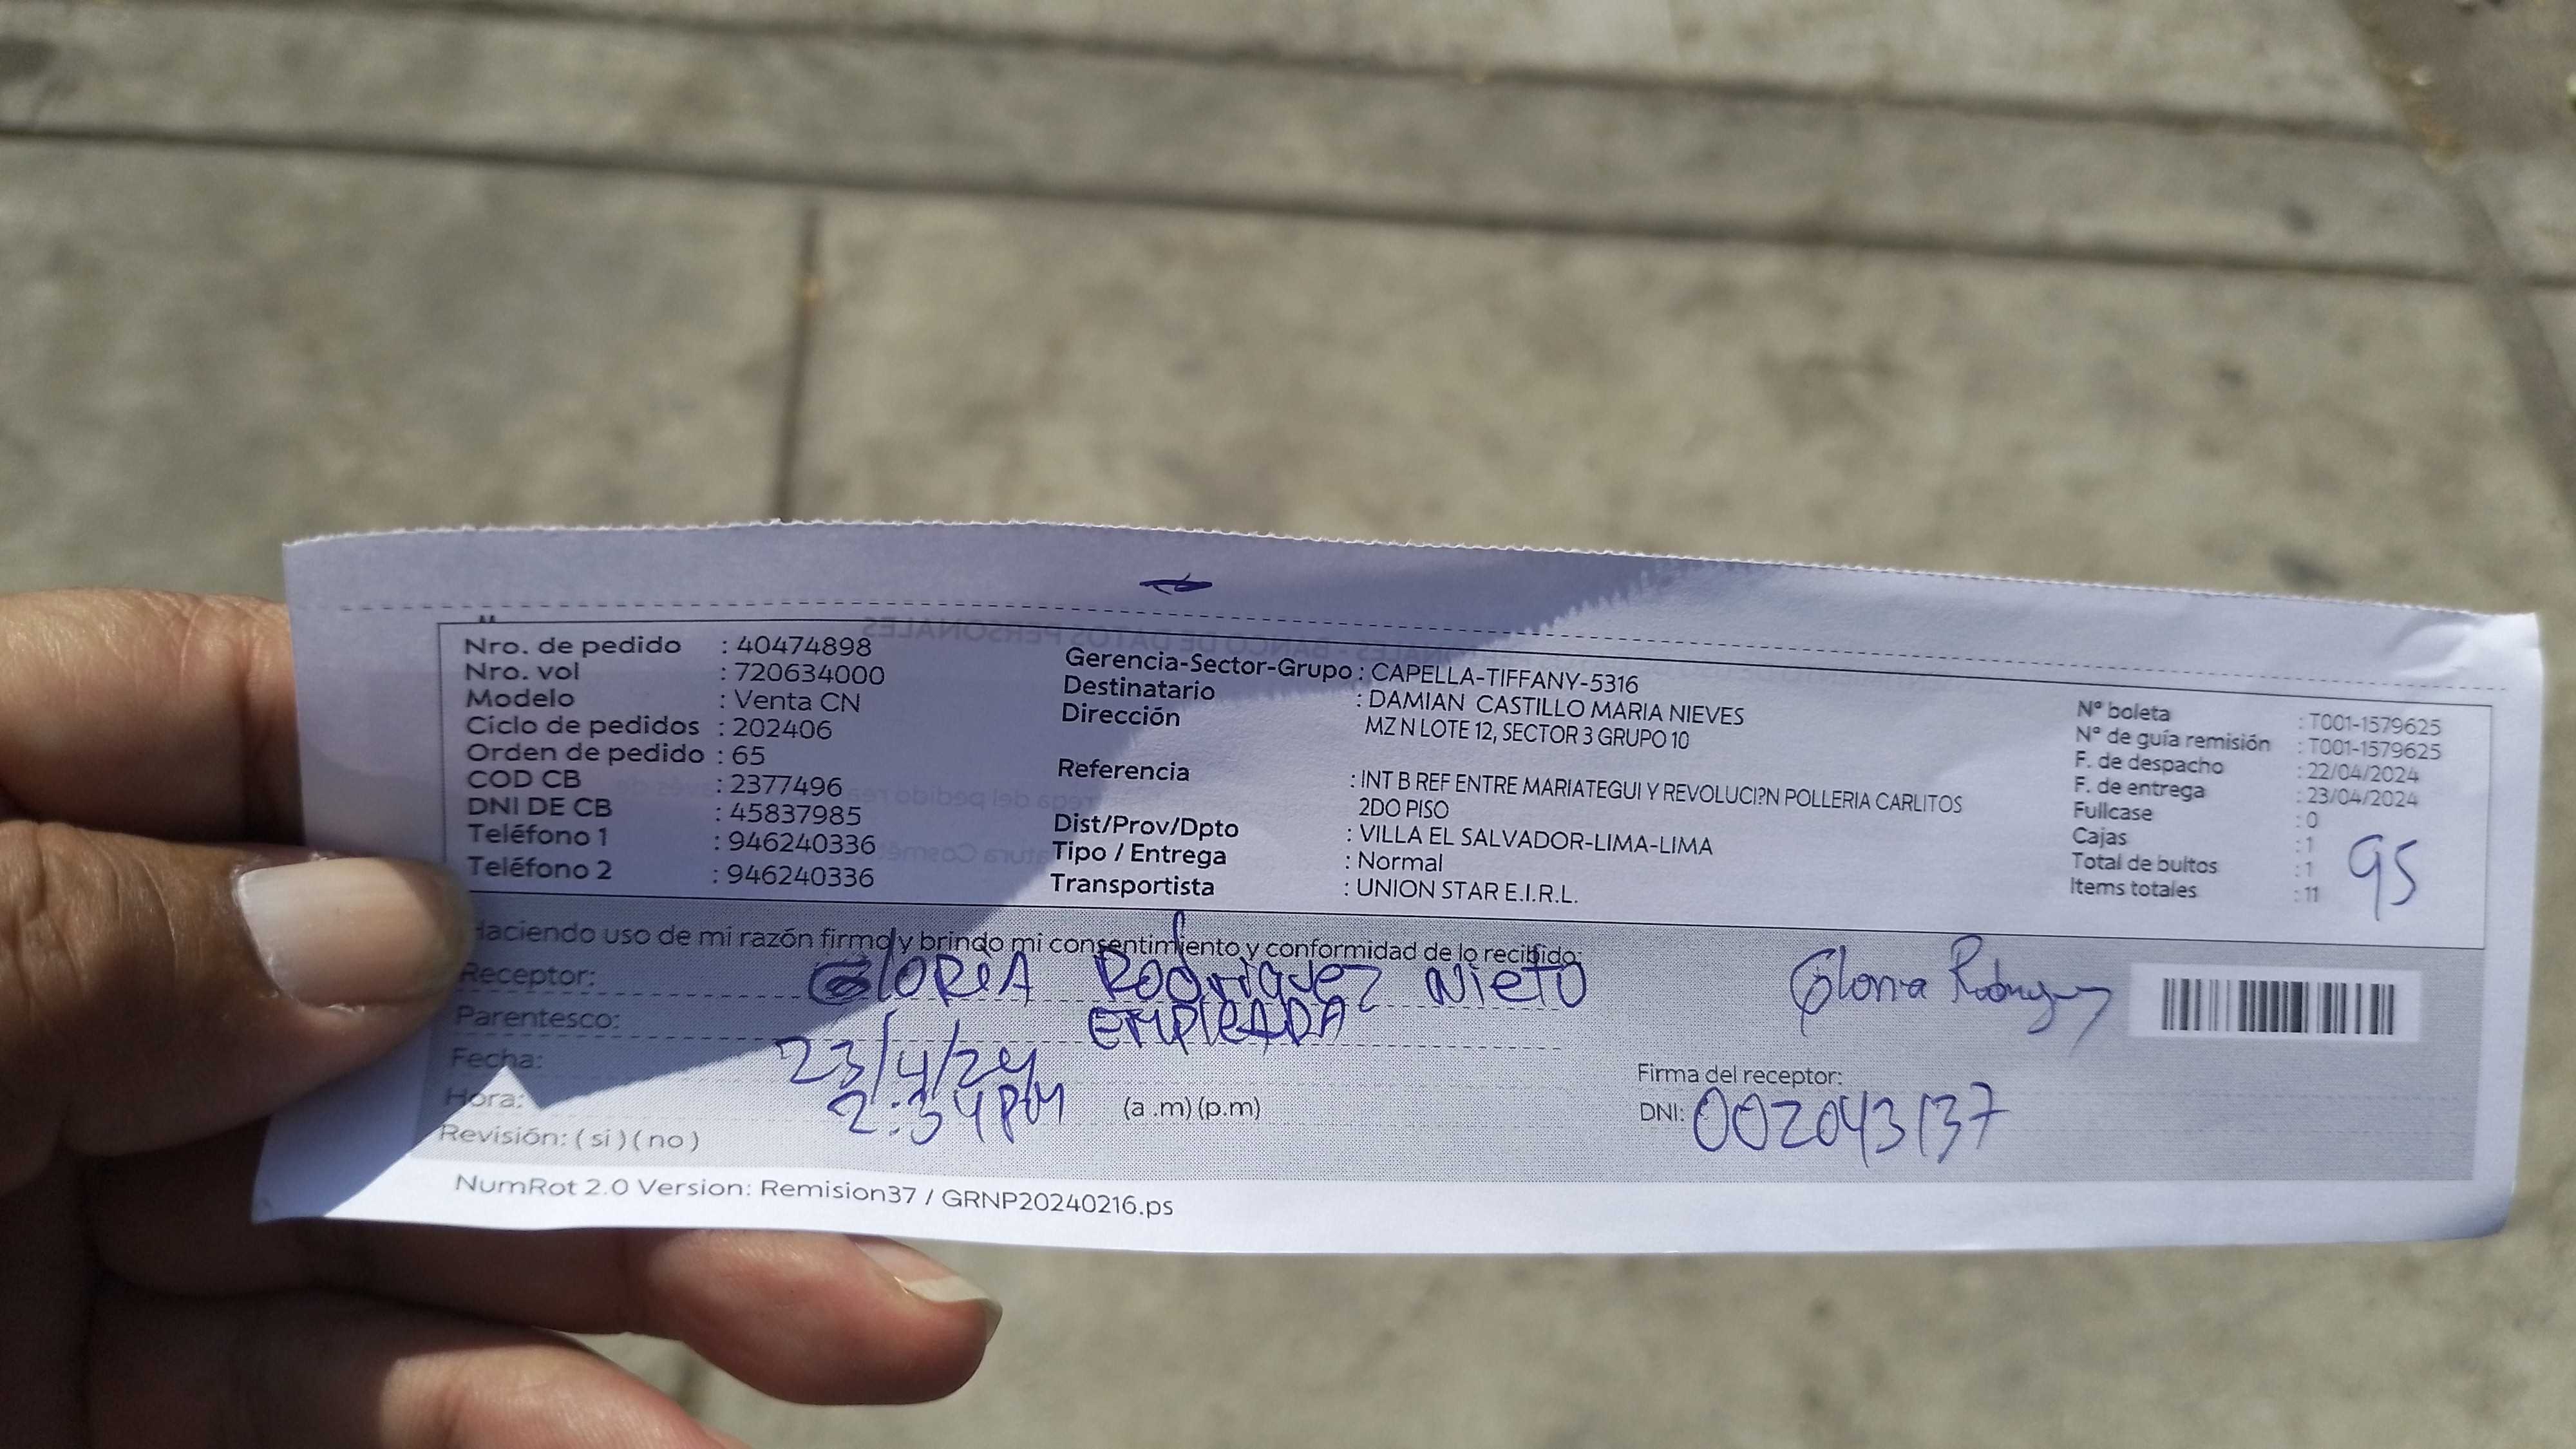 Nro. de pedido : 40474898
Nro. vol : 720634000
Modelo : Venta CN
Ciclo de pedidos : 202406
Orden de pedido : 65
COD CB : 2377496
DNI DE CB : 45837985
Teléfono 1 : 946240336
Teléfono 2 : 946240336
Gerencia-Sector-Grupo : CAPELLA-TIFFANY-5316
Destinatario : DAMIAN CASTILLO MARIA NIEVES
Dirección MZ N LOTE 12, SECTOR 3 GRUPO 10
Referencia : INT B REF ENTRE MARIATEGUI Y REVOLUCI?N POLLERIA CARLITOS
2DO PISO
Dist/Prov/Dpto : VILLA EL SALVADOR-LIMA-LIMA
Tipo / Entrega : Normal
Transportista : UNION STAR E.I.R.L.
N° boleta : T001-1579625
N° de guía remisión : T001-1579625
F. de despacho : 22/04/2024
F. de entrega : 23/04/2024
Fullcase : 0
Cajas : 1
Total de bultos : 1
Items totales : 11
95
Haciendo uso de mi razón firmo y brindo mi consentimiento y conformidad de lo recibido:
Receptor: GLORIA Rodriguez Nieto
Parentesco: EMPLEADA
Fecha: 23/4/24
Hora: 2:34 PM (a .m) (p.m)
Revisión: ( si ) ( no )
Gloria Rodriguez
Firma del receptor:
DNI: 002043137
NumRot 2.0 Version: Remision37 / GRNP20240216.ps